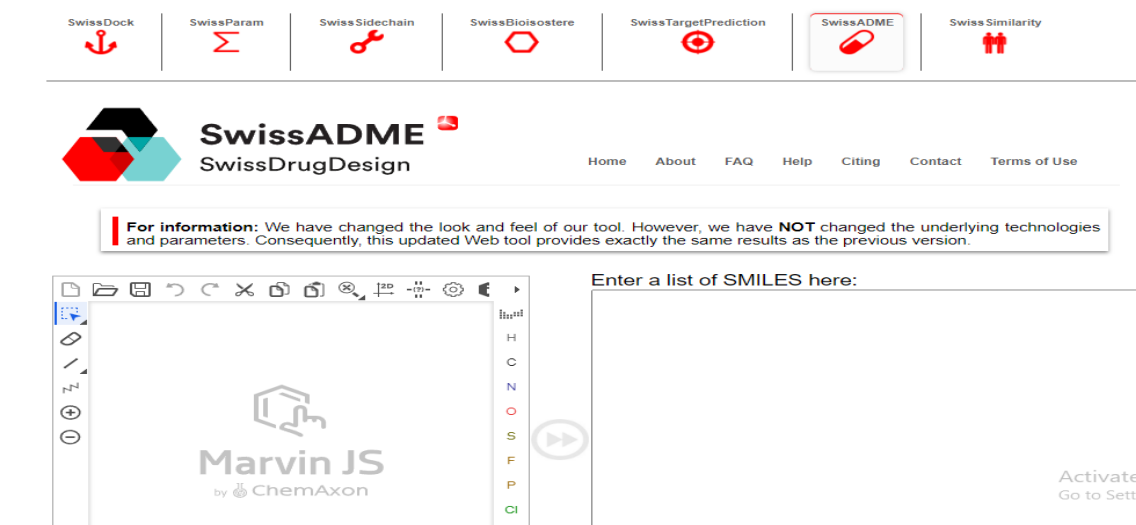 SwissDock SwissParam SwissSidechain SwissBioisostere SwissTargetPrediction SwissADME SwissSimilarity
SwissADME
SwissDrugDesign
Home About FAQ Help Citing Contact Terms of Use
For information: We have changed the look and feel of our tool. However, we have NOT changed the underlying technologies
and parameters. Consequently, this updated Web tool provides exactly the same results as the previous version.
Enter a list of SMILES here:
2D
H
C
N
O
S
F
P
Cl
Marvin JS
by ChemAxon
Activate
Go to Sett